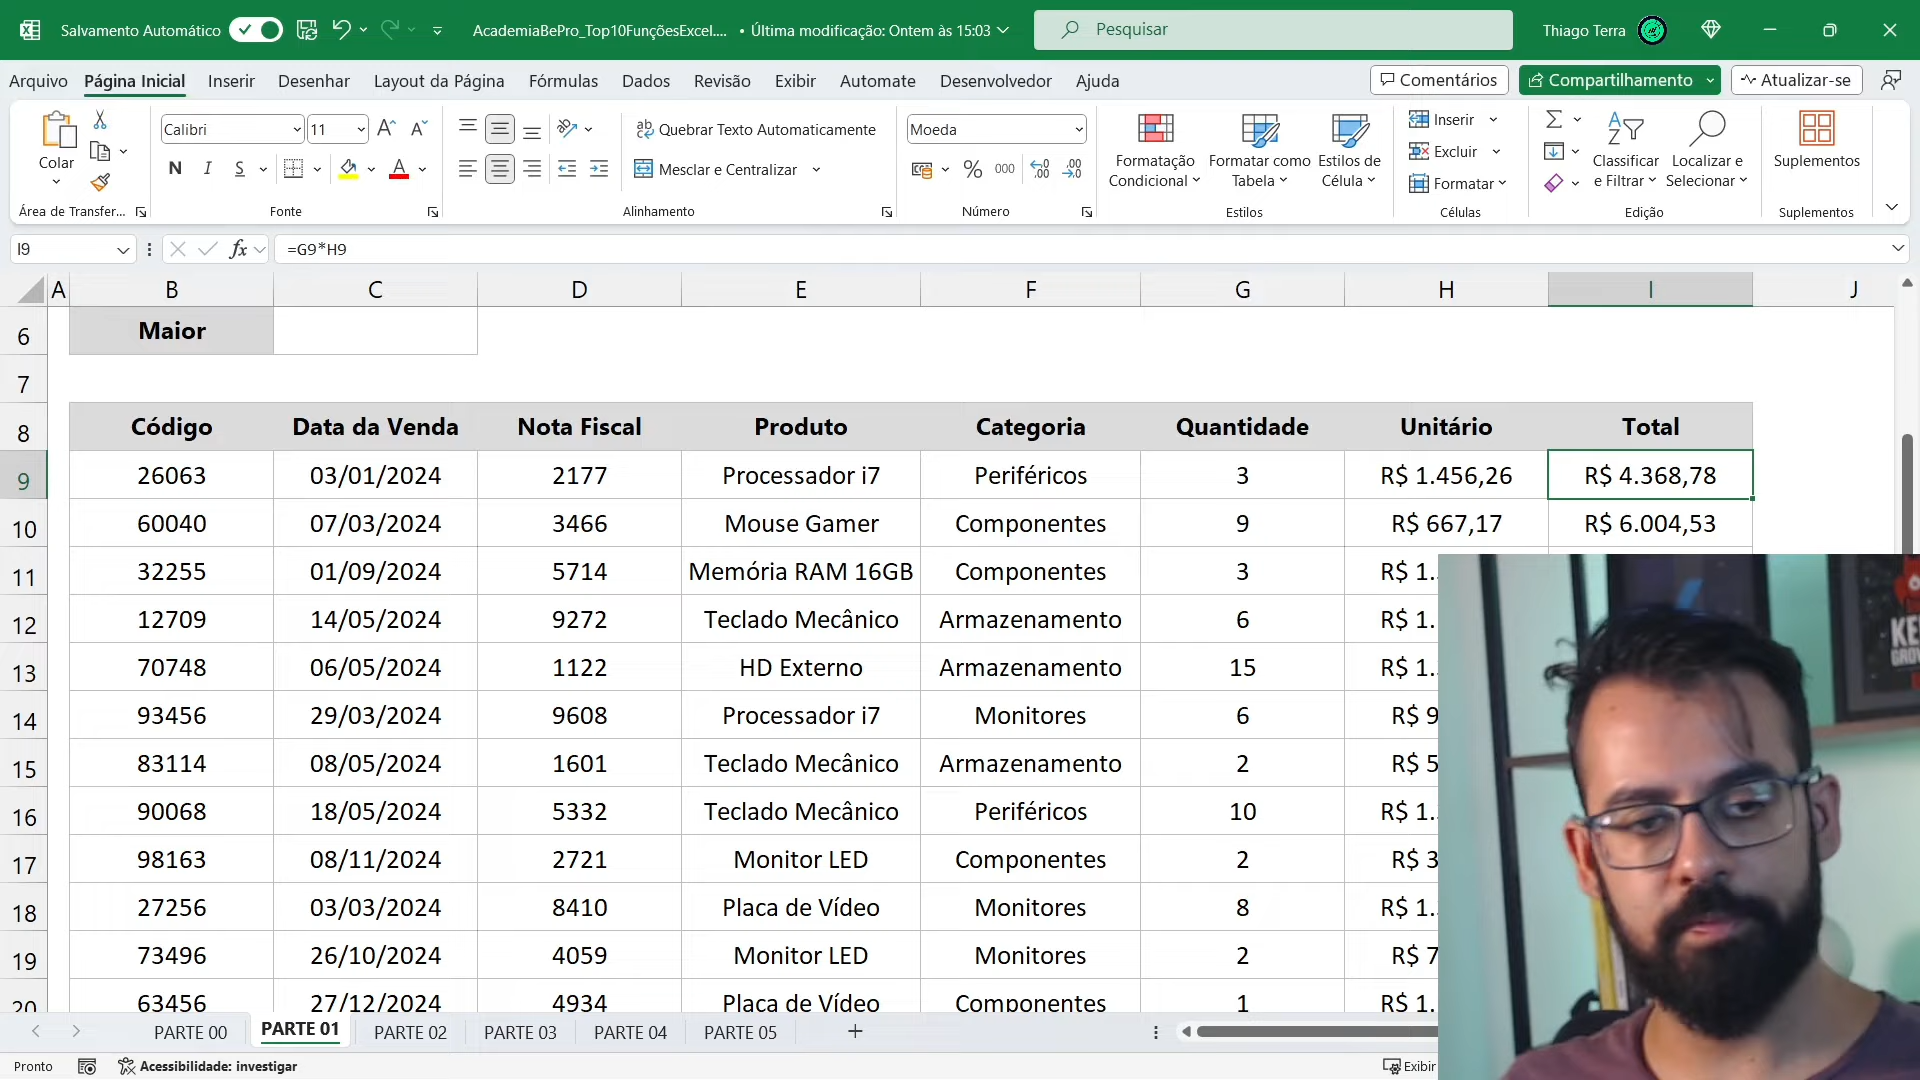 Salvamento Automático
AcademiaBePro_Top10FunçõesExcel.... • Última modificação: Ontem às 15:03
Pesquisar
Thiago Terra
Arquivo Página Inicial Inserir Desenhar Layout da Página Fórmulas Dados Revisão Exibir Automate Desenvolvedor Ajuda
Comentários Compartilhamento Atualizar-se
Colar
Área de Transfer...
Calibri 11
N I S
Fonte
Quebrar Texto Automaticamente
Mesclar e Centralizar
Alinhamento
Moeda
% 000
Número
Formatação Condicional
Formatar como Tabela
Estilos de Célula
Estilos
Inserir
Excluir
Formatar
Células
Classificar e Filtrar
Localizar e Selecionar
Edição
Suplementos
Suplementos
I9 fx =G9*H9
A B C D E F G H I J
6 Maior
7
8 Código Data da Venda Nota Fiscal Produto Categoria Quantidade Unitário Total
9 26063 03/01/2024 2177 Processador i7 Periféricos 3 R$ 1.456,26 R$ 4.368,78
10 60040 07/03/2024 3466 Mouse Gamer Componentes 9 R$ 667,17 R$ 6.004,53
11 32255 01/09/2024 5714 Memória RAM 16GB Componentes 3 R$ 1.
12 12709 14/05/2024 9272 Teclado Mecânico Armazenamento 6 R$ 1.
13 70748 06/05/2024 1122 HD Externo Armazenamento 15 R$ 1.
14 93456 29/03/2024 9608 Processador i7 Monitores 6 R$ 9
15 83114 08/05/2024 1601 Teclado Mecânico Armazenamento 2 R$ 5
16 90068 18/05/2024 5332 Teclado Mecânico Periféricos 10 R$ 1.
17 98163 08/11/2024 2721 Monitor LED Componentes 2 R$ 3
18 27256 03/03/2024 8410 Placa de Vídeo Monitores 8 R$ 1.
19 73496 26/10/2024 4059 Monitor LED Monitores 2 R$ 7
20 63456 27/12/2024 4934 Placa de Vídeo Componentes 1 R$ 1.
PARTE 00 PARTE 01 PARTE 02 PARTE 03 PARTE 04 PARTE 05
Pronto Acessibilidade: investigar Exibir